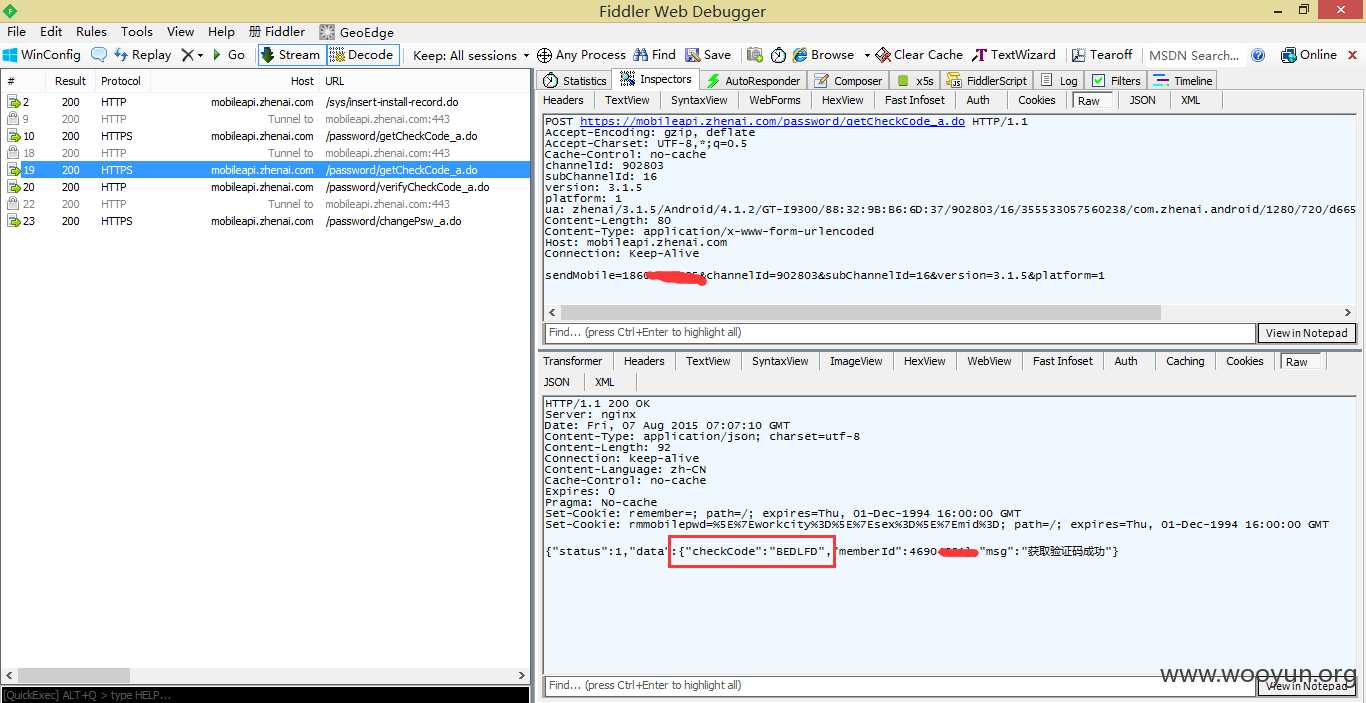 Fiddler Web Debugger
File Edit Rules Tools View Help 册 Fiddler GeoEdge
WinConfig Replay Go Stream Decode Keep: All sessions Any Process Find Save Browse Clear Cache TextWizard Tearoff MSDN Search... Online
# Result Protocol Host URL
2 200 HTTP mobileapi.zhenai.com /sys/insert-install-record.do
9 200 HTTP Tunnel to mobileapi.zhenai.com:443
10 200 HTTPS mobileapi.zhenai.com /password/getCheckCode_a.do
18 200 HTTP Tunnel to mobileapi.zhenai.com:443
19 200 HTTPS mobileapi.zhenai.com /password/getCheckCode_a.do
20 200 HTTPS mobileapi.zhenai.com /password/verifyCheckCode_a.do
22 200 HTTP Tunnel to mobileapi.zhenai.com:443
23 200 HTTPS mobileapi.zhenai.com /password/changePsw_a.do
[QuickExec] ALT+Q > type HELP...
Statistics Inspectors AutoResponder Composer x5s FiddlerScript Log Filters Timeline
Headers TextView SyntaxView WebForms HexView Fast Infoset Auth Cookies Raw JSON XML
POST https://mobileapi.zhenai.com/password/getCheckCode_a.do HTTP/1.1
Accept-Encoding: gzip, deflate
Accept-Charset: UTF-8,*;q=0.5
Cache-Control: no-cache
channelId: 902803
subChannelId: 16
version: 3.1.5
platform: 1
ua: zhenai/3.1.5/Android/4.1.2/GT-I9300/88:32:9B:B6:6D:37/902803/16/355533057560238/com.zhenai.android/1280/720/d665
Content-Length: 80
Content-Type: application/x-www-form-urlencoded
Host: mobileapi.zhenai.com
Connection: Keep-Alive
sendMobile=186 &channelId=902803&subChannelId=16&version=3.1.5&platform=1
Find... (press Ctrl+Enter to highlight all) View in Notepad
Transformer Headers TextView SyntaxView ImageView HexView WebView Fast Infoset Auth Caching Cookies Raw
JSON XML
HTTP/1.1 200 OK
Server: nginx
Date: Fri, 07 Aug 2015 07:07:10 GMT
Content-Type: application/json; charset=utf-8
Content-Length: 92
Connection: keep-alive
Content-Language: zh-CN
Cache-Control: no-cache
Expires: 0
Pragma: No-cache
Set-Cookie: remember=; path=/; expires=Thu, 01-Dec-1994 16:00:00 GMT
Set-Cookie: rmmobilepwd=%5E%7Eworkcity%3D%5E%7Esex%3D%5E%7Emid%3D; path=/; expires=Thu, 01-Dec-1994 16:00:00 GMT
{"status":1,"data":{"checkCode":"BEDLFD","memberId":4690 "msg":"获取验证码成功"}
www.wooyun.org
Find... (press Ctrl+Enter to highlight all) View in Notepad